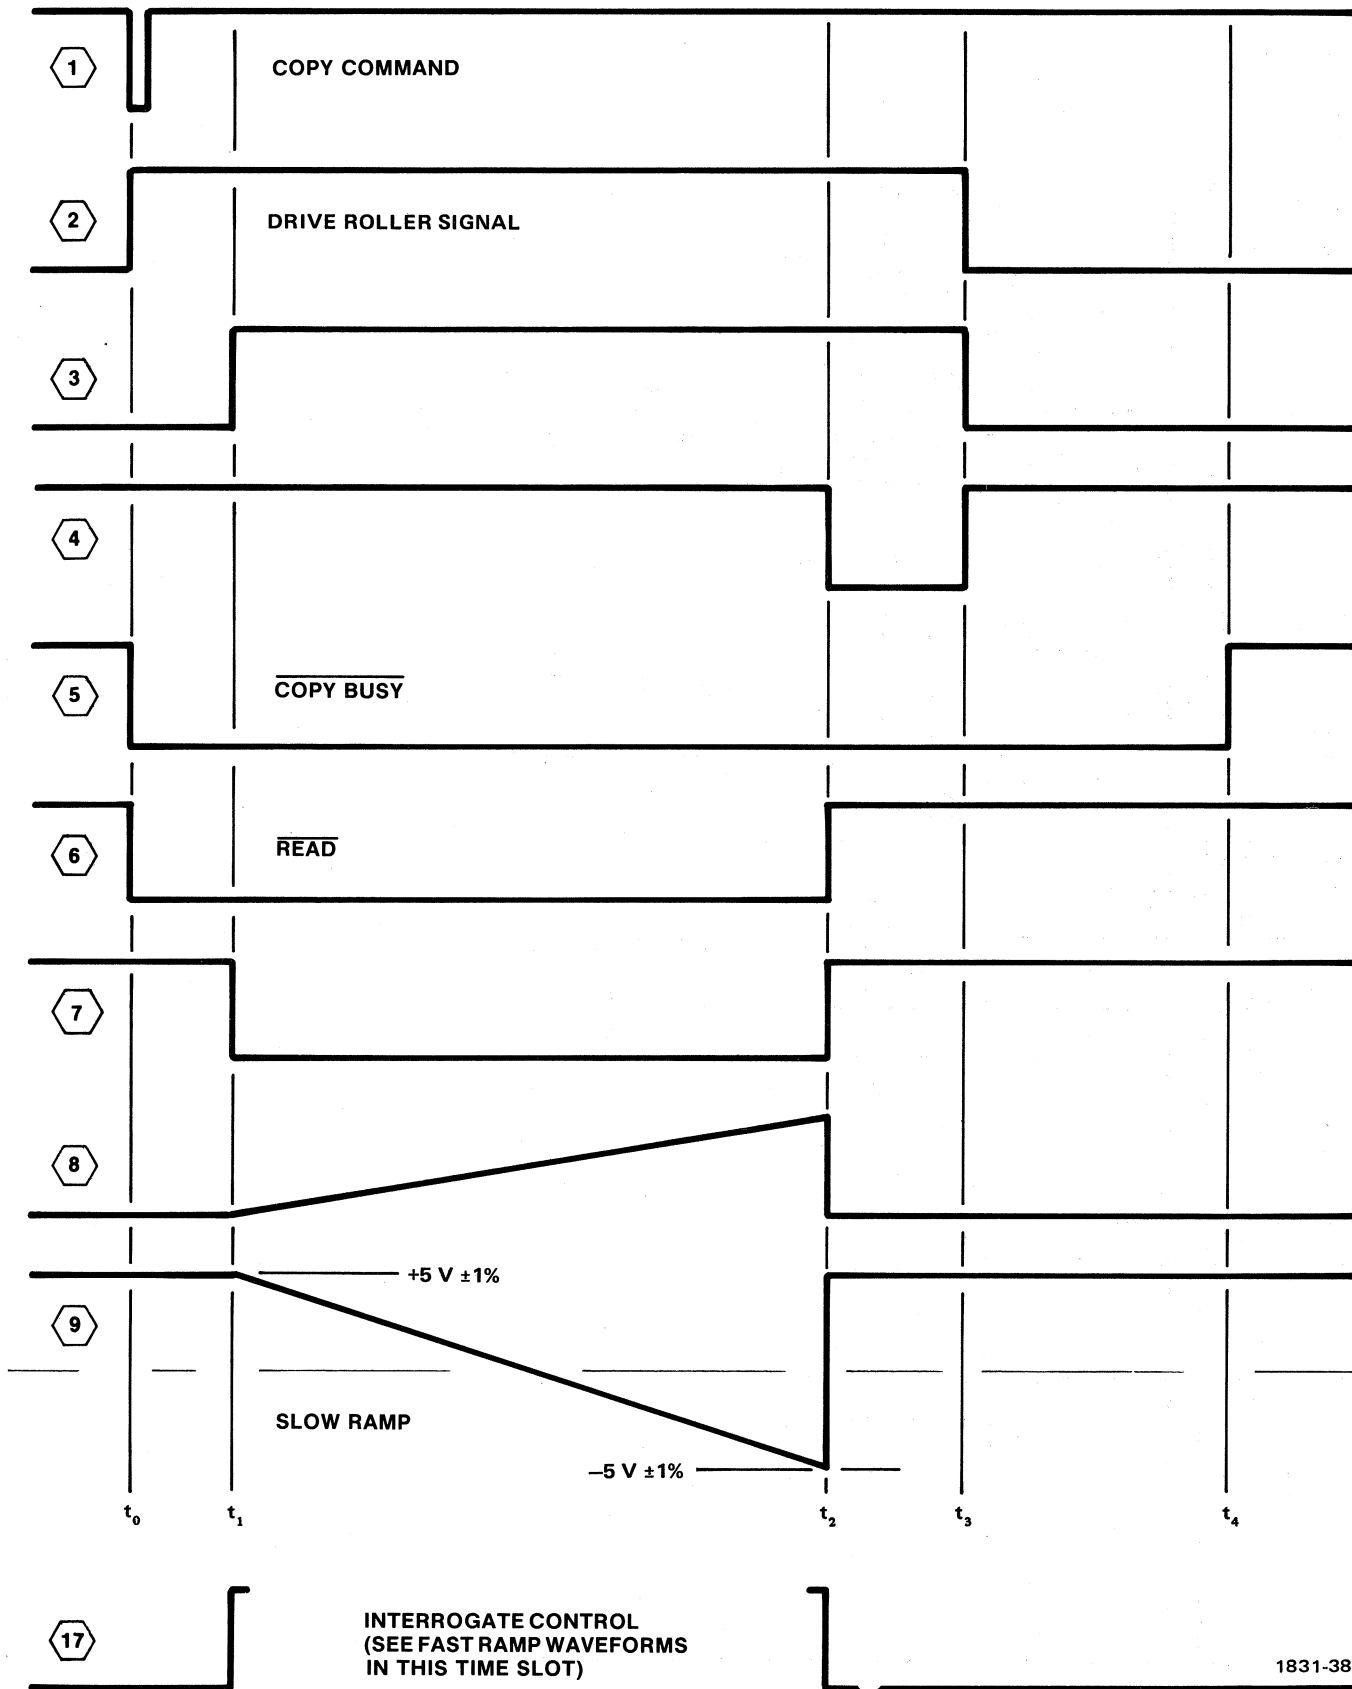 1
COPY COMMAND
2
DRIVE ROLLER SIGNAL
3
4
5
COPY BUSY
6
READ
7
8
+5 V ±1%
9
SLOW RAMP
–5 V ±1%
t0 t1 t2 t3 t4
17
INTERROGATE CONTROL
(SEE FAST RAMP WAVEFORMS
IN THIS TIME SLOT)
1831-38